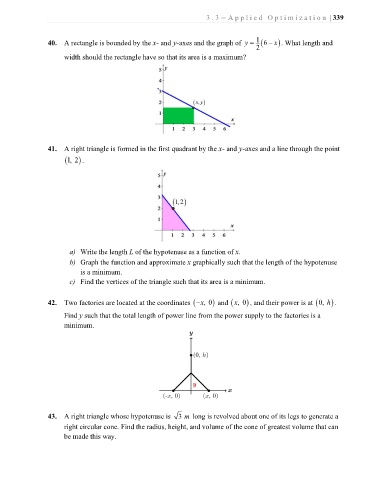 3.3—Applied Optimization | 339
40. A rectangle is bounded by the x- and y-axes and the graph of y = 1/2 (6 – x). What length and
width should the rectangle have so that its area is a maximum?
5 y
4
3
2 (x, y)
1
x
1 2 3 4 5 6
41. A right triangle is formed in the first quadrant by the x- and y-axes and a line through the point
(1, 2).
5 y
4
3
(1,2)
2
1
x
1 2 3 4 5 6
a) Write the length L of the hypotenuse as a function of x.
b) Graph the function and approximate x graphically such that the length of the hypotenuse
is a minimum.
c) Find the vertices of the triangle such that its area is a minimum.
42. Two factories are located at the coordinates (–x, 0) and (x, 0), and their power is at (0, h).
Find y such that the total length of power line from the power supply to the factories is a
minimum.
y
(0, h)
x
(-x, 0) (x, 0)
43. A right triangle whose hypotenuse is √3 m long is revolved about one of its legs to generate a
right circular cone. Find the radius, height, and volume of the cone of greatest volume that can
be made this way.